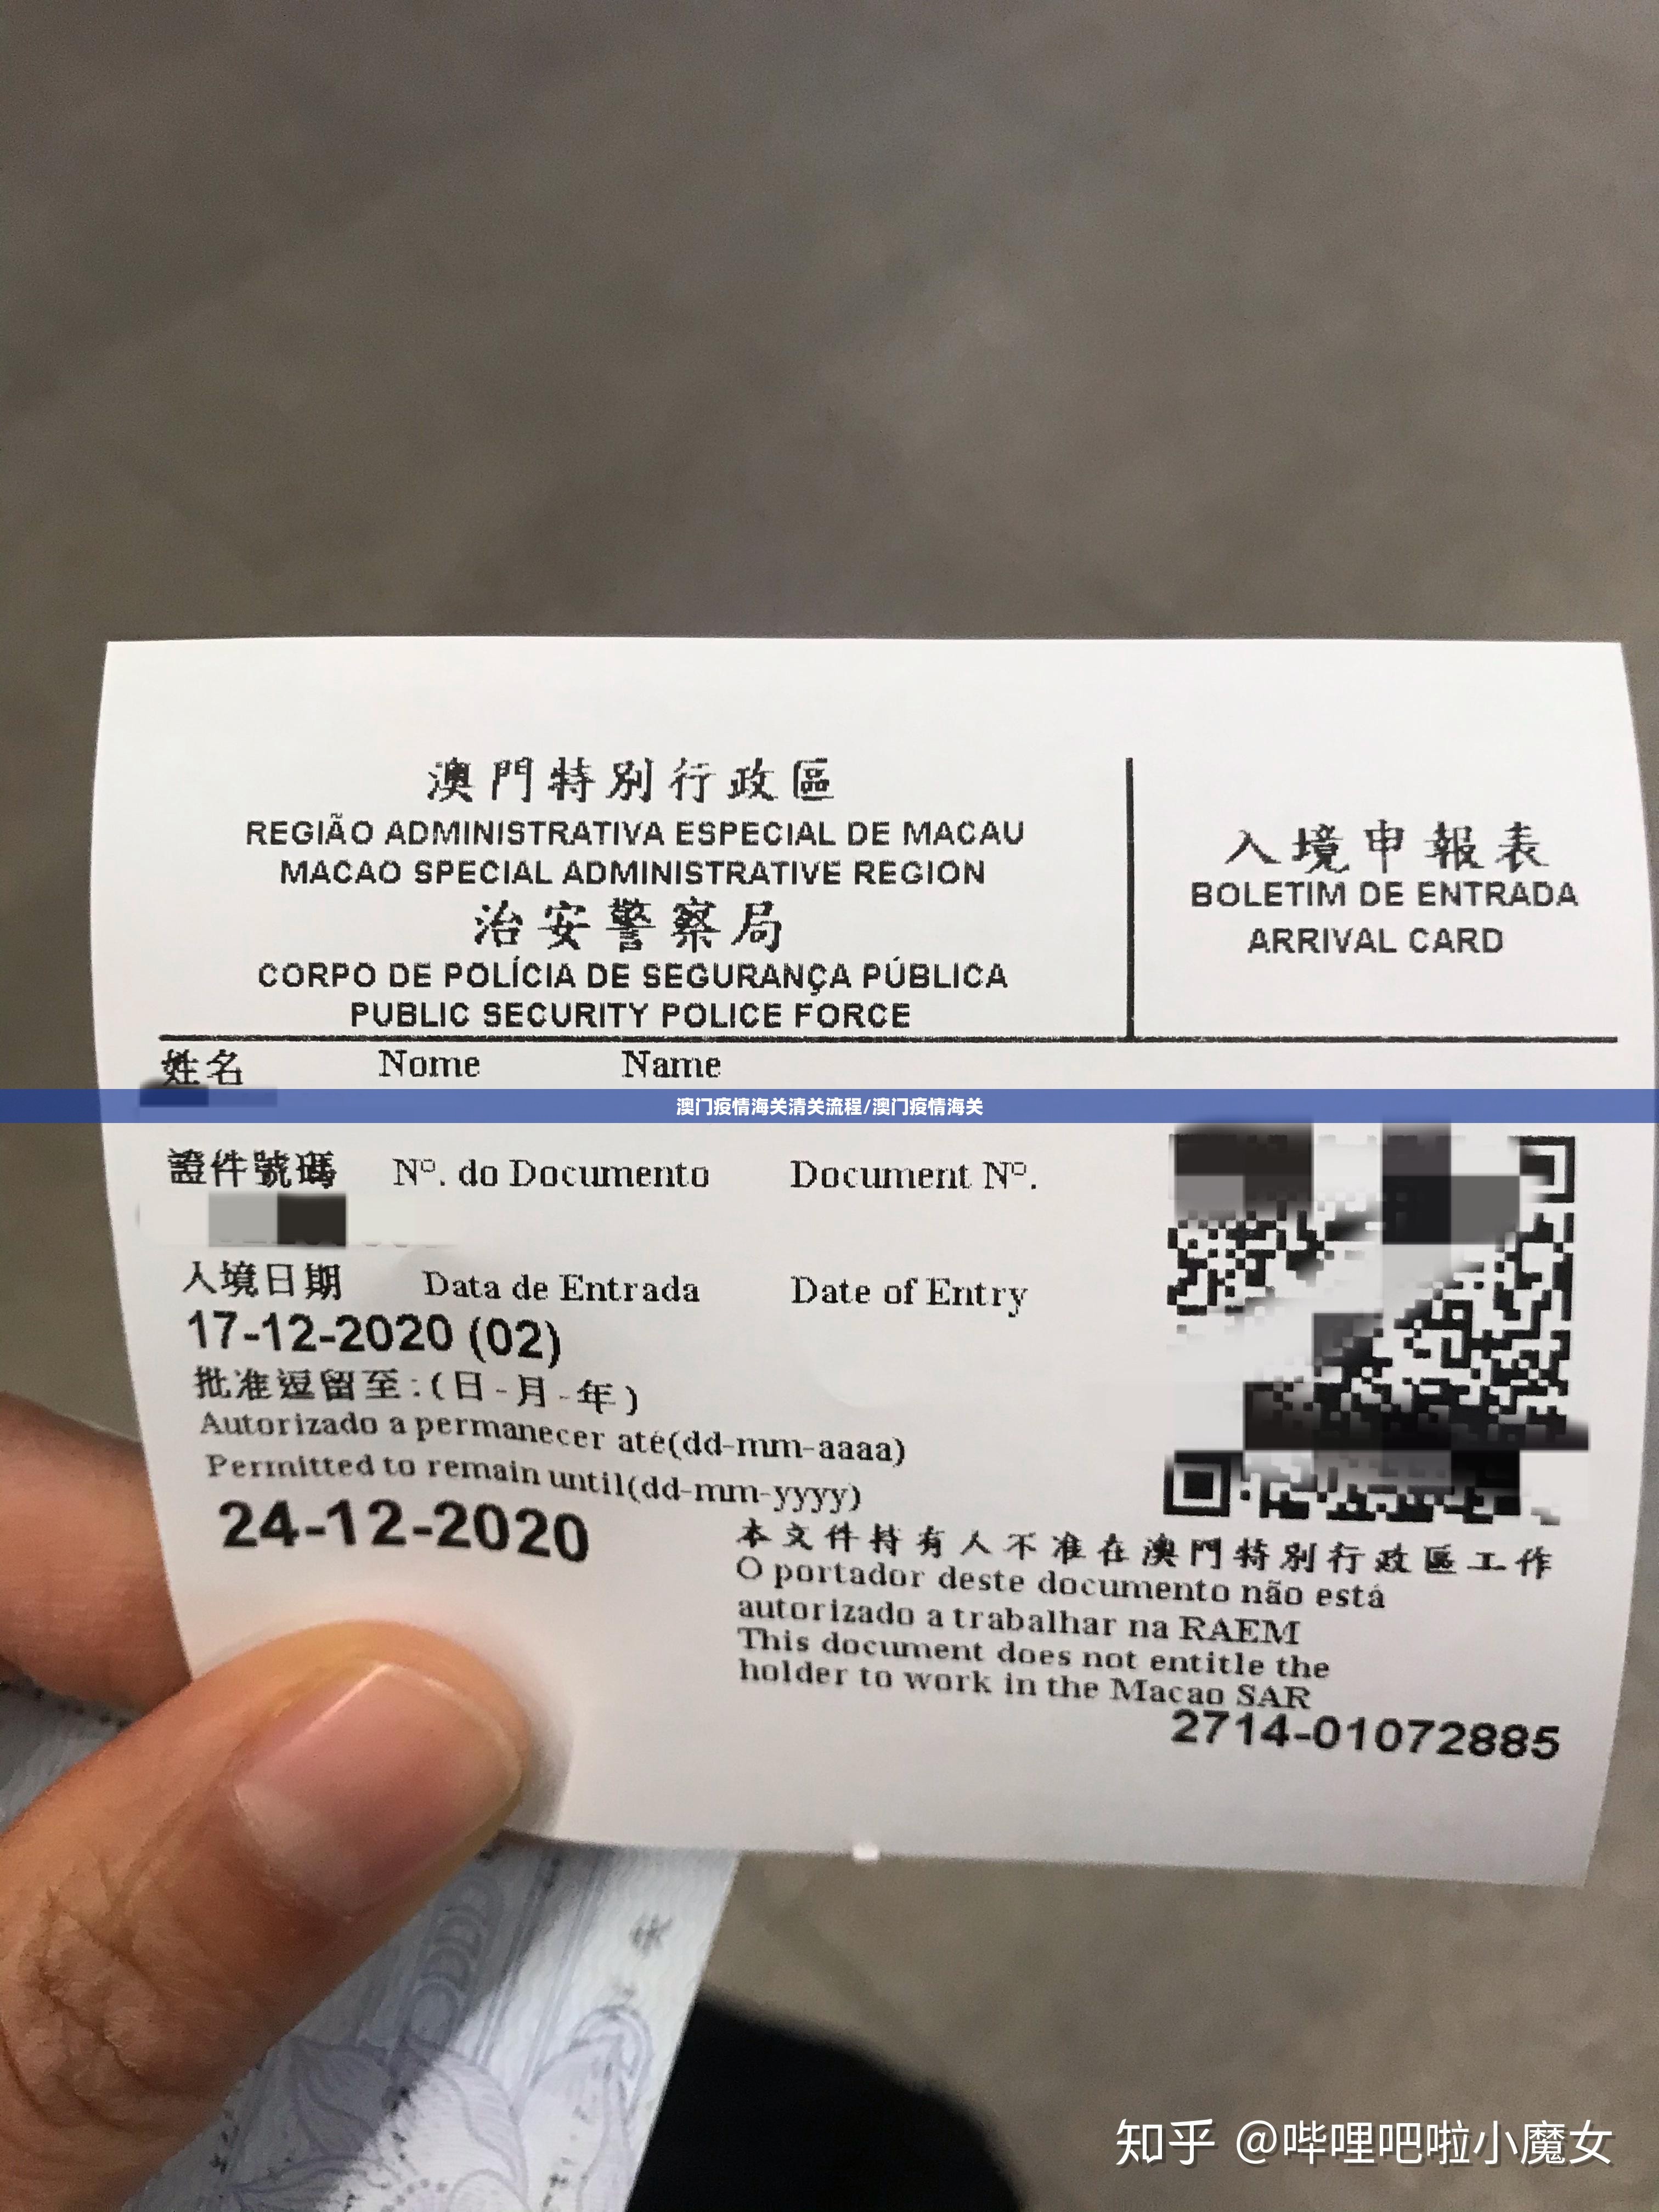 澳門特別行政區
REGIÃO ADMINISTRATIVA ESPECIAL DE MACAU
MACAO SPECIAL ADMINISTRATIVE REGION
治安警察局
CORPO DE POLÍCIA DE SEGURANÇA PÚBLICA
PUBLIC SECURITY POLICE FORCE
入境申報表
BOLETIM DE ENTRADA
ARRIVAL CARD
姓名 Nome Name
澳门疫情海关清关流程/澳门疫情海关
證件號碼 Nº. do Documento Document Nº.
入境日期 Data de Entrada Date of Entry
17-12-2020 (02)
批准逗留至:(日-月-年)
Autorizado a permanecer até(dd-mm-aaaa)
Permitted to remain until(dd-mm-yyyy)
24-12-2020
本文件持有人不准在澳門特別行政區工作
O portador deste documento não está
autorizado a trabalhar na RAEM
This document does not entitle the
holder to work in the Macao SAR
2714-01072885
知乎 @哔哩吧啦小魔女